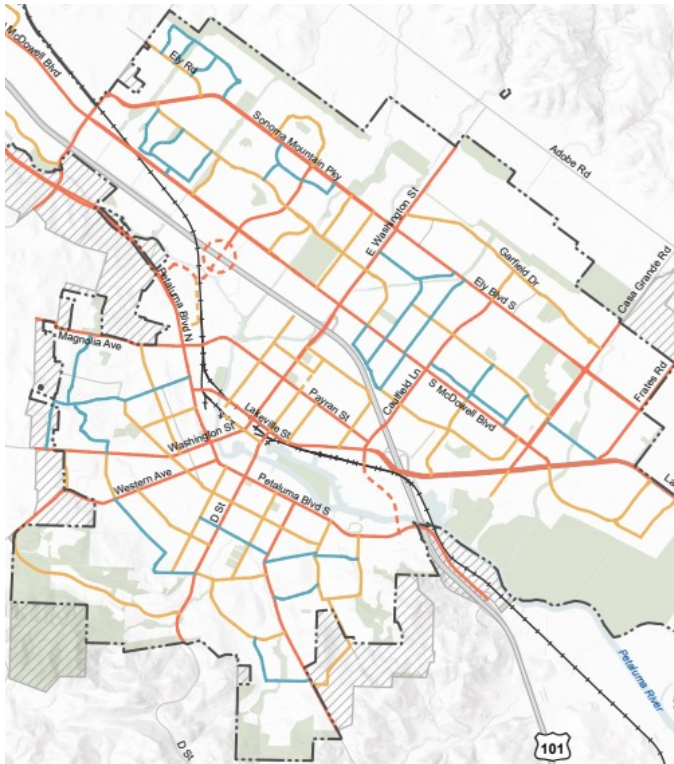 McDowell Blvd
Ely Rd
Sonoma Mountain Pky
Adobe Rd
E Washington St
Garfield Dr
Casa Grande Rd
Ely Blvd S
Petaluma Blvd N
Magnolia Ave
Caulfield Ln
Frates Rd
Payran St
S McDowell Blvd
Lakeville St
Washington St
Western Ave
Petaluma Blvd S
La
D St
Petaluma River
D St
101